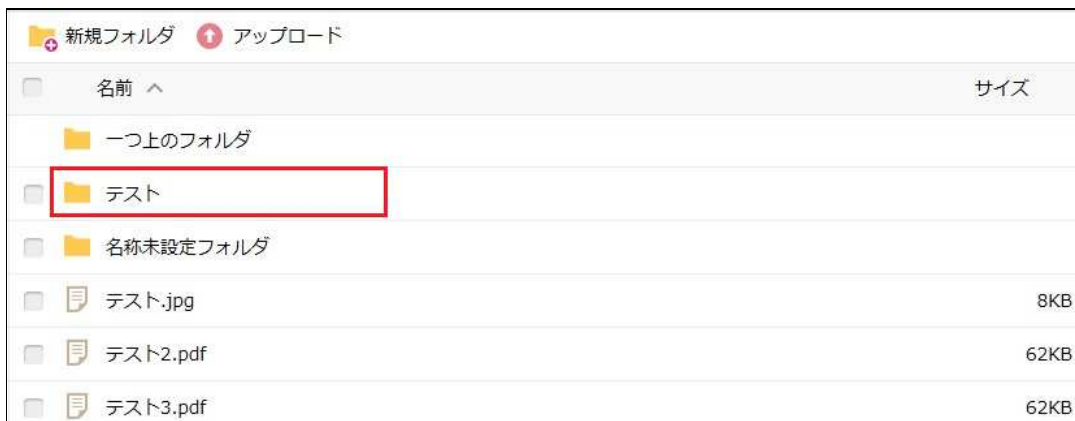 新規フォルダ アップロード
名前 サイズ
一つ上のフォルダ
テスト
名称未設定フォルダ
テスト.jpg 8KB
テスト2.pdf 62KB
テスト3.pdf 62KB